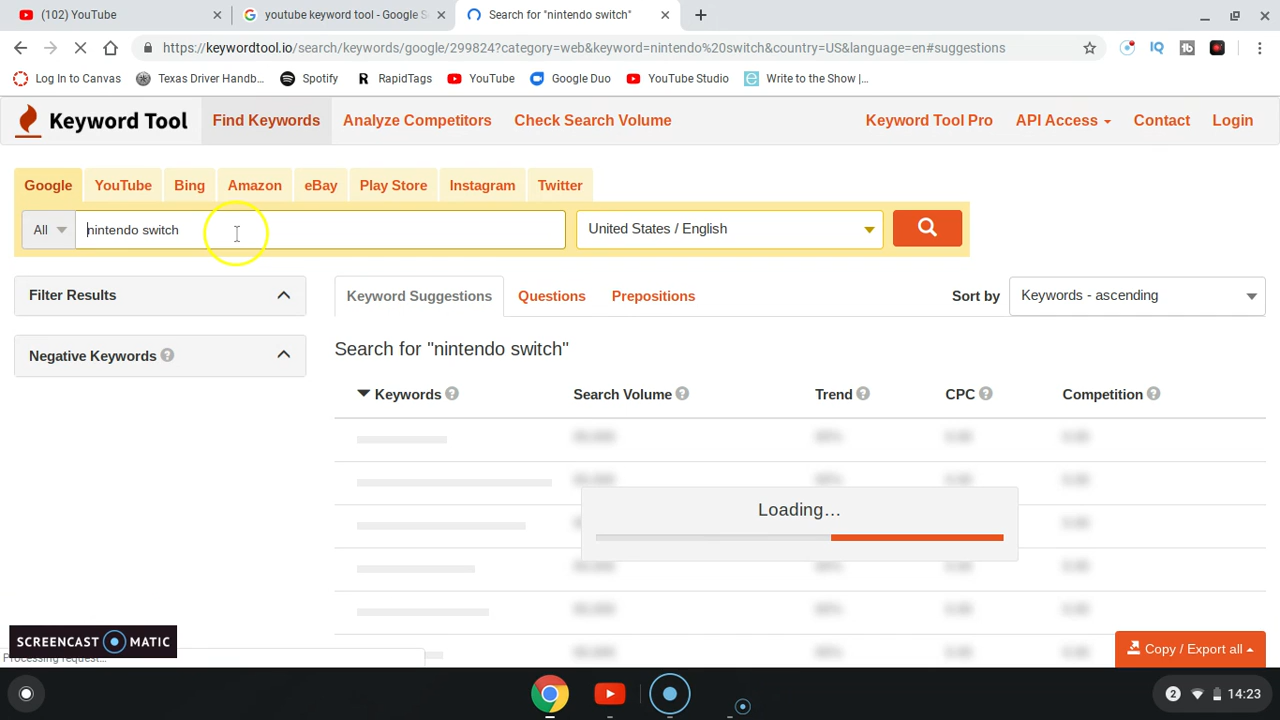 (102) YouTube
youtube keyword tool - Google S
Search for "nintendo switch"
https://keywordtool.io/search/keywords/google/299824?category=web&keyword=nintendo%20switch&country=US&language=en#suggestions
Log In to Canvas
Texas Driver Handb...
Spotify
RapidTags
YouTube
Google Duo
YouTube Studio
Write to the Show |...
Keyword Tool
Find Keywords
Analyze Competitors
Check Search Volume
Keyword Tool Pro
API Access
Contact
Login
Google
YouTube
Bing
Amazon
eBay
Play Store
Instagram
Twitter
All
nintendo switch
United States / English
Filter Results
Keyword Suggestions
Questions
Prepositions
Sort by
Keywords - ascending
Negative Keywords
Search for "nintendo switch"
Keywords
Search Volume
Trend
CPC
Competition
Loading...
SCREENCAST MATIC
Processing request...
Copy / Export all
2
14:23